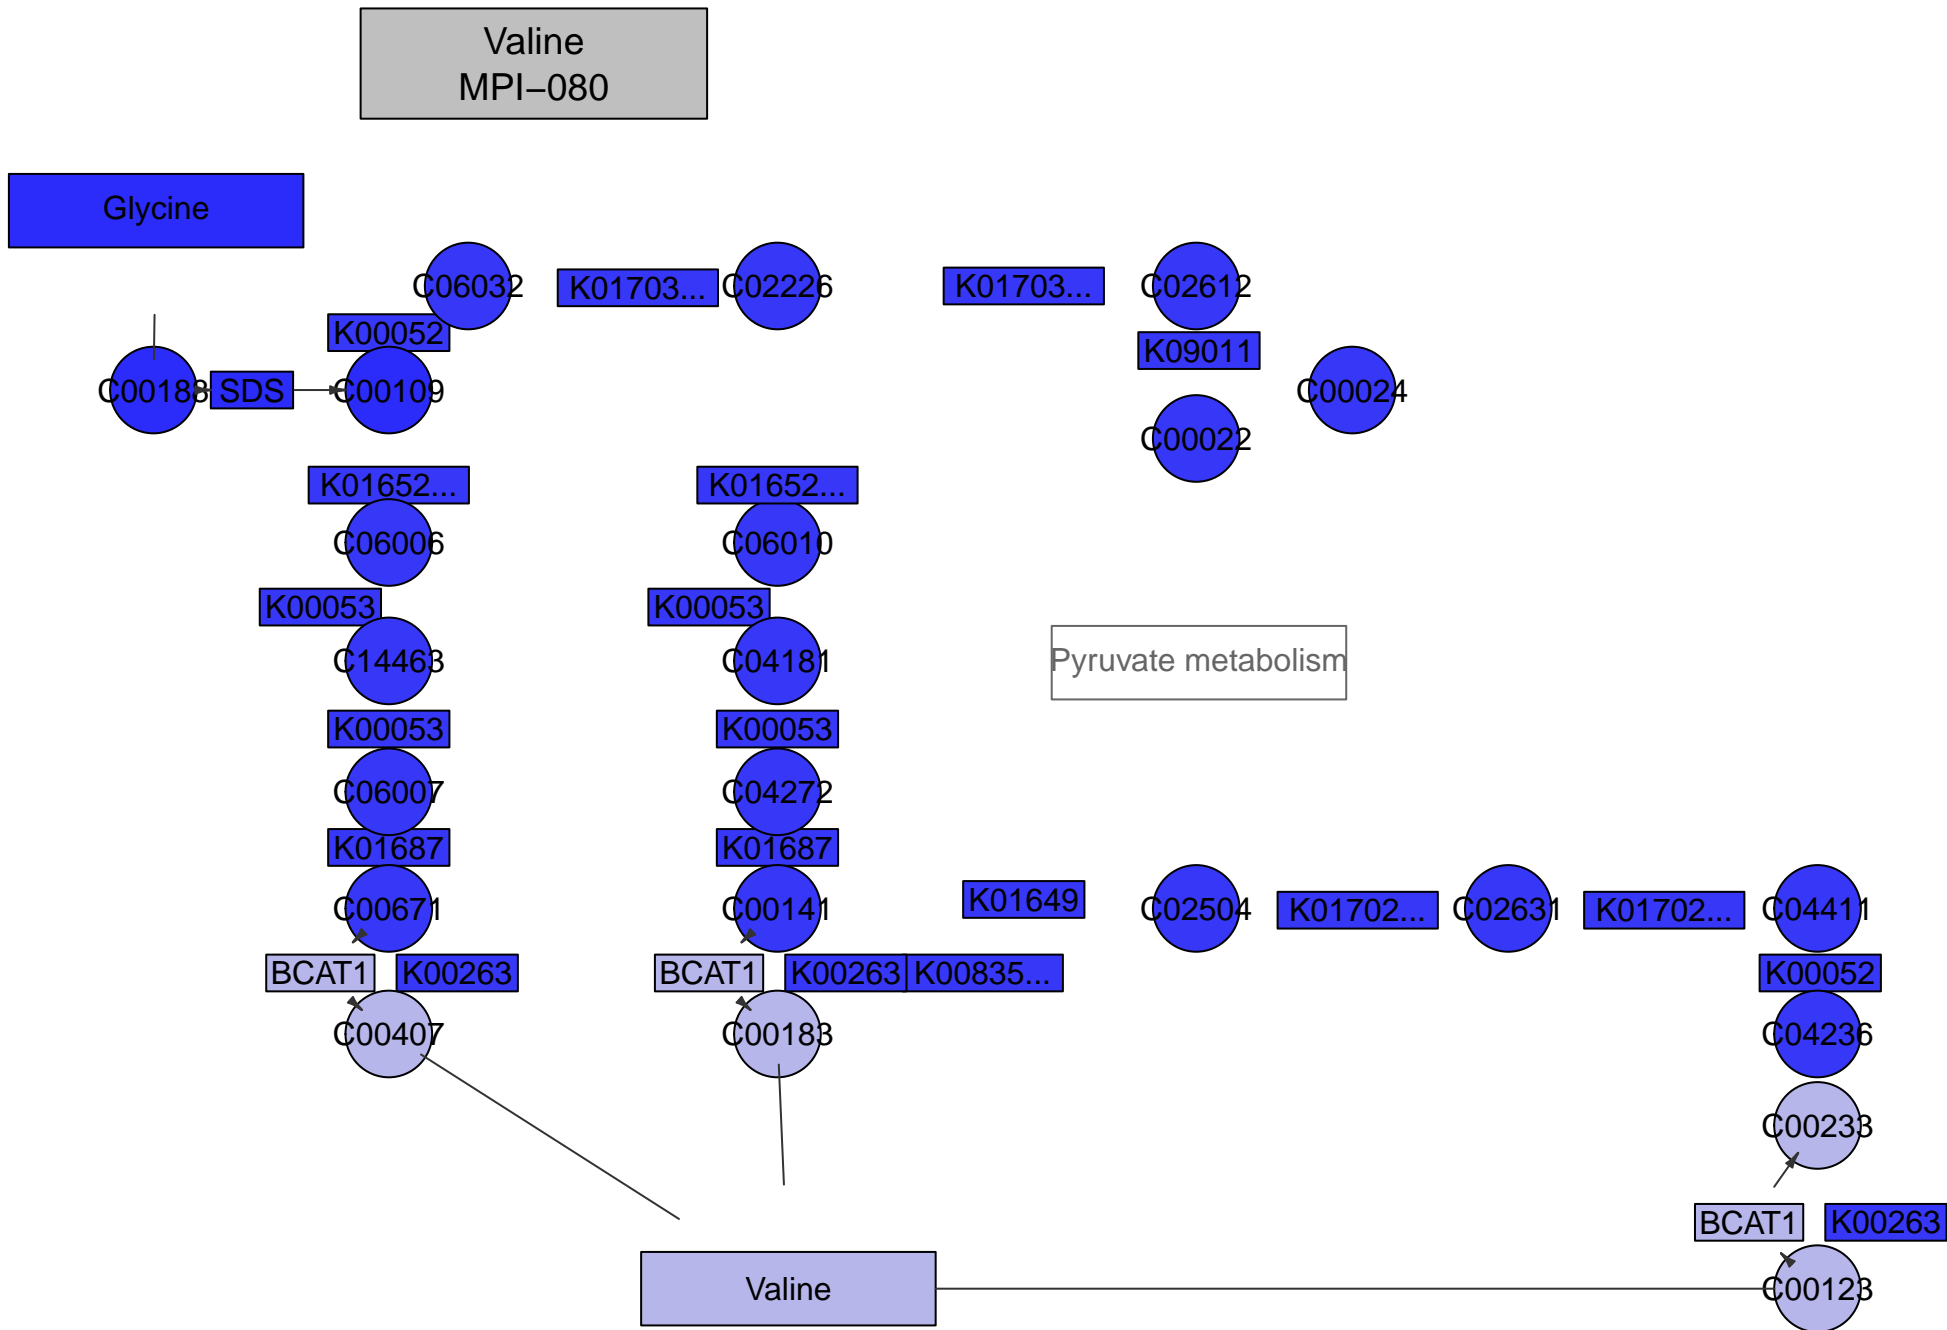 Valine
MPI−080
Glycine
C06032
K01703...
C02226
K01703...
C02612
K00052
K09011
C00188
SDS
C00109
C00024
C00022
K01652...
K01652...
C06006
C06010
K00053
K00053
C14463
C04181
Pyruvate metabolism
K00053
K00053
C06007
C04272
K01687
K01687
C00671
C00141
K01649
C02504
K01702...
C02631
K01702...
C04411
BCAT1
K00263
BCAT1
K00263
K00835...
K00052
C00407
C00183
C04236
C00233
BCAT1
K00263
Valine
C00123